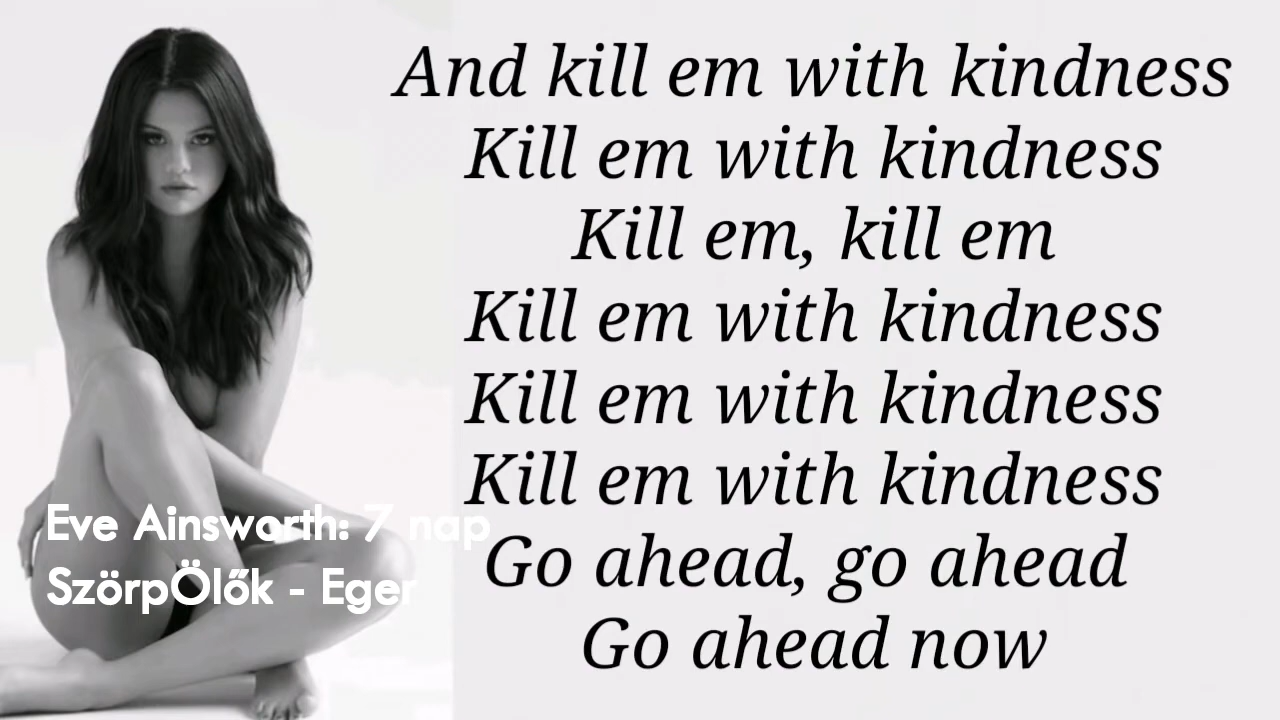 And kill em with kindness
Kill em with kindness
Kill em, kill em
Kill em with kindness
Kill em with kindness
Kill em with kindness
Go ahead, go ahead
Go ahead now
Eve Ainsworth: 7 nap
SzörpÖlők - Eger